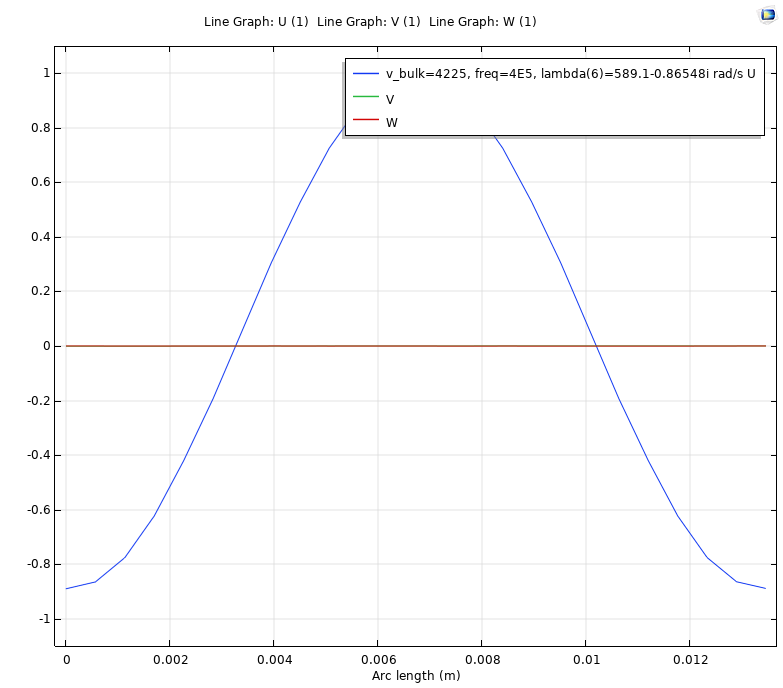 Line Graph: U (1) Line Graph: V (1) Line Graph: W (1)
v_bulk=4225, freq=4E5, lambda(6)=589.1-0.86548i rad/s U
V
W
1
0.8
0.6
0.4
0.2
0
-0.2
-0.4
-0.6
-0.8
-1
0 0.002 0.004 0.006 0.008 0.01 0.012
Arc length (m)